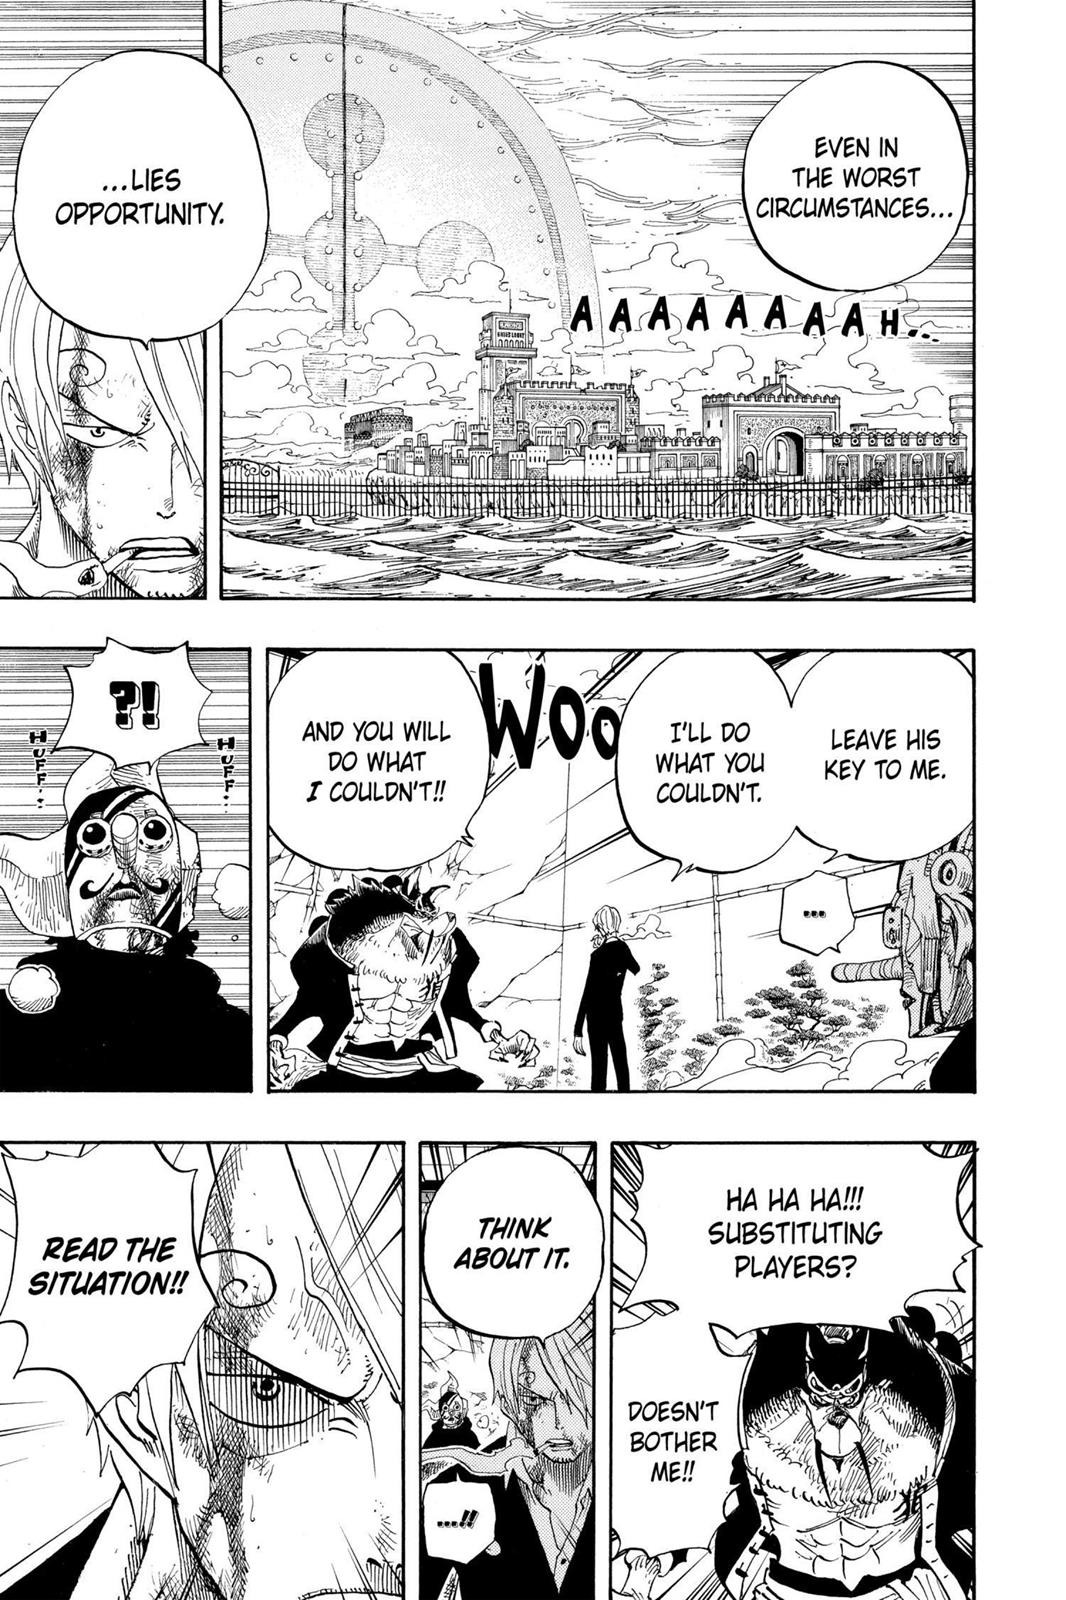 EVEN IN
THE WORST
CIRCUMSTANCES...
AAAAAAAAH...
...LIES
OPPORTUNITY.
LEAVE HIS
KEY TO ME.
I'LL DO
WHAT YOU
COULDN'T.
...
WOO
AND YOU WILL
DO WHAT
I COULDN'T!!
?!
HUFF..
HUFF..
HA HA HA!!!
SUBSTITUTING
PLAYERS?
DOESN'T
BOTHER
ME!!
THINK
ABOUT IT.
...!!
READ THE
SITUATION!!